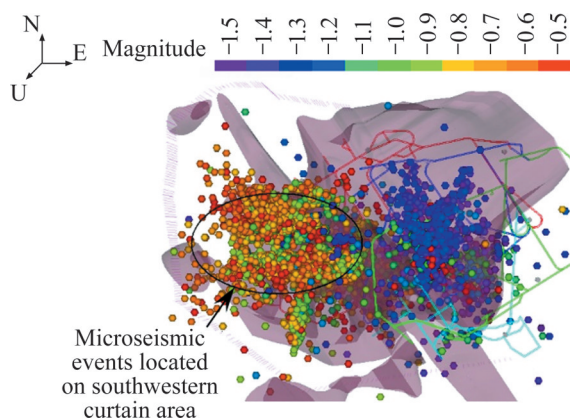 N
E
U
Magnitude
−1.5
−1.4
−1.3
−1.2
−1.1
−1.0
−0.9
−0.8
−0.7
−0.6
−0.5
Microseismic
events located
on southwestern
curtain area